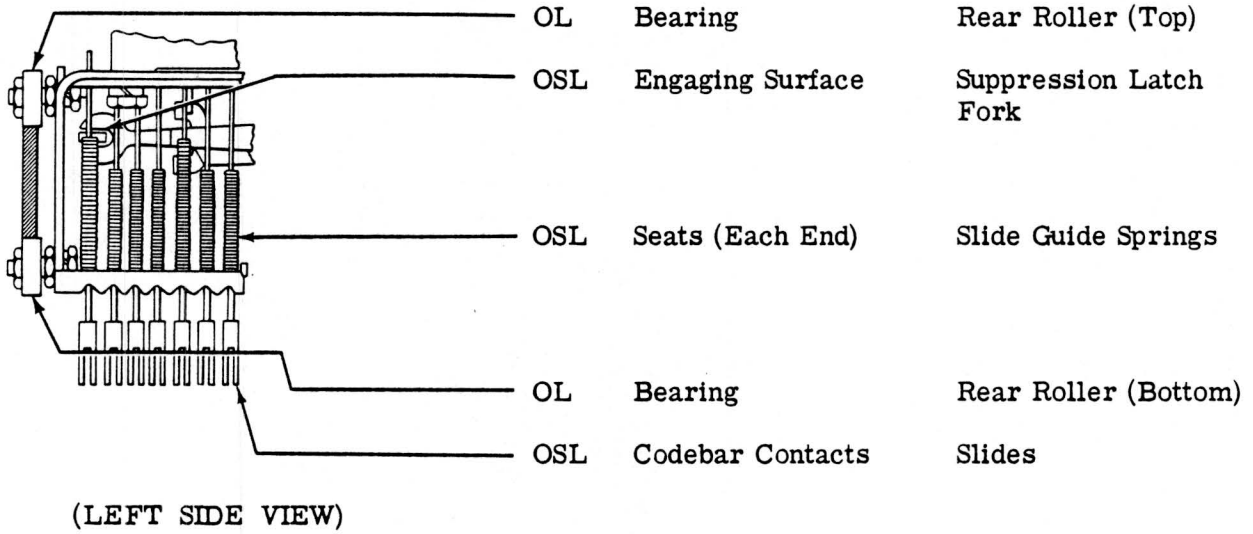 OL Bearing Rear Roller (Top)
OSL Engaging Surface Suppression Latch
Fork
OSL Seats (Each End) Slide Guide Springs
OL Bearing Rear Roller (Bottom)
OSL Codebar Contacts Slides
(LEFT SIDE VIEW)